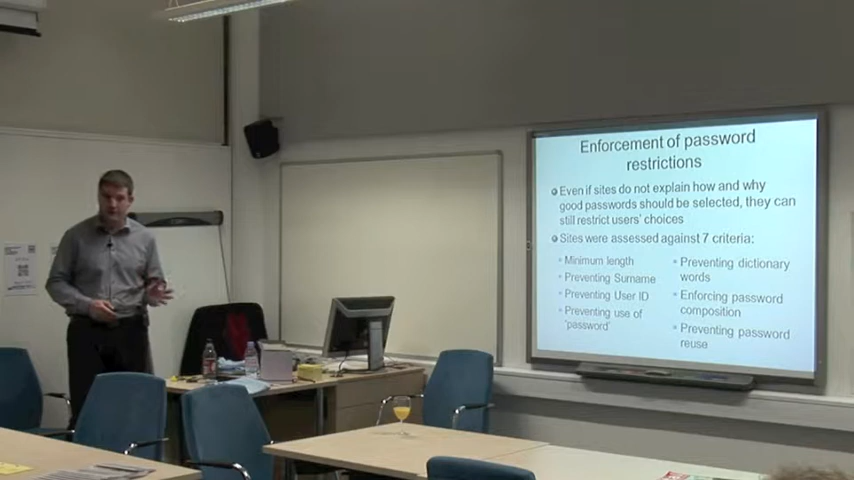 Enforcement of password
restrictions
Even if sites do not explain how and why
good passwords should be selected, they can
still restrict users' choices
Sites were assessed against 7 criteria:
Minimum length
Preventing Surname
Preventing User ID
Preventing use of
'password'
Preventing dictionary
words
Enforcing password
composition
Preventing password
reuse